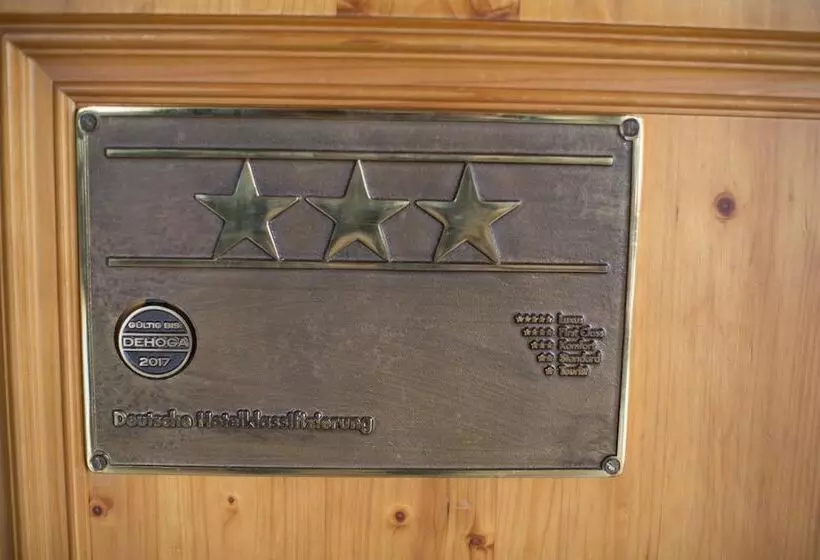 GÜLTIG BIS:
DEHOGA
2017
★★★★★ Luxus
★★★★ First Class
★★★ Komfort
★★ Standard
★ Tourist
Deutsche Hotelklassifizierung